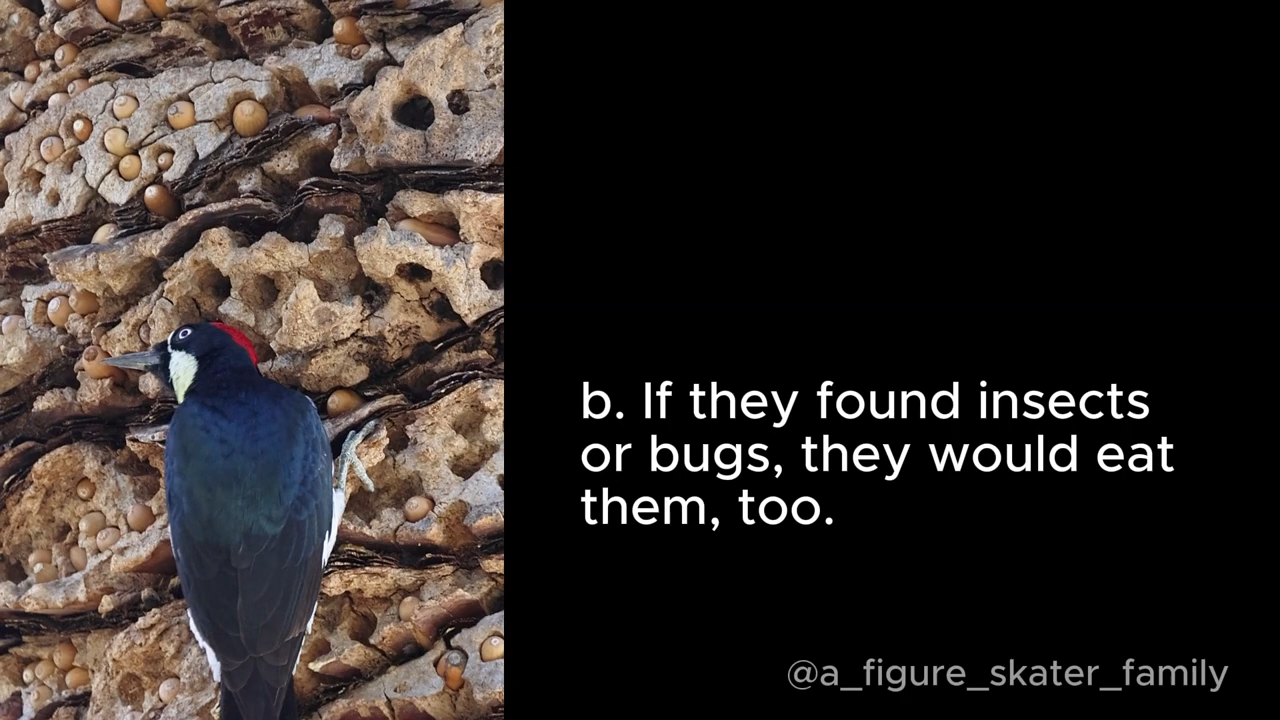 b. If they found insects
or bugs, they would eat
them, too.
@a_figure_skater_family